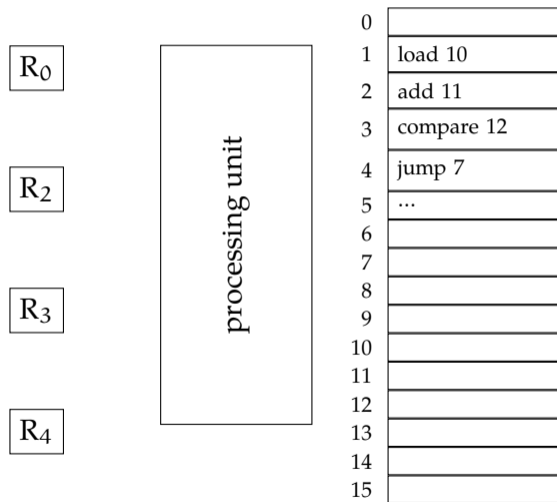 R0
R2
R3
R4
processing unit
0
1 load 10
2 add 11
3 compare 12
4 jump 7
5 ...
6
7
8
9
10
11
12
13
14
15